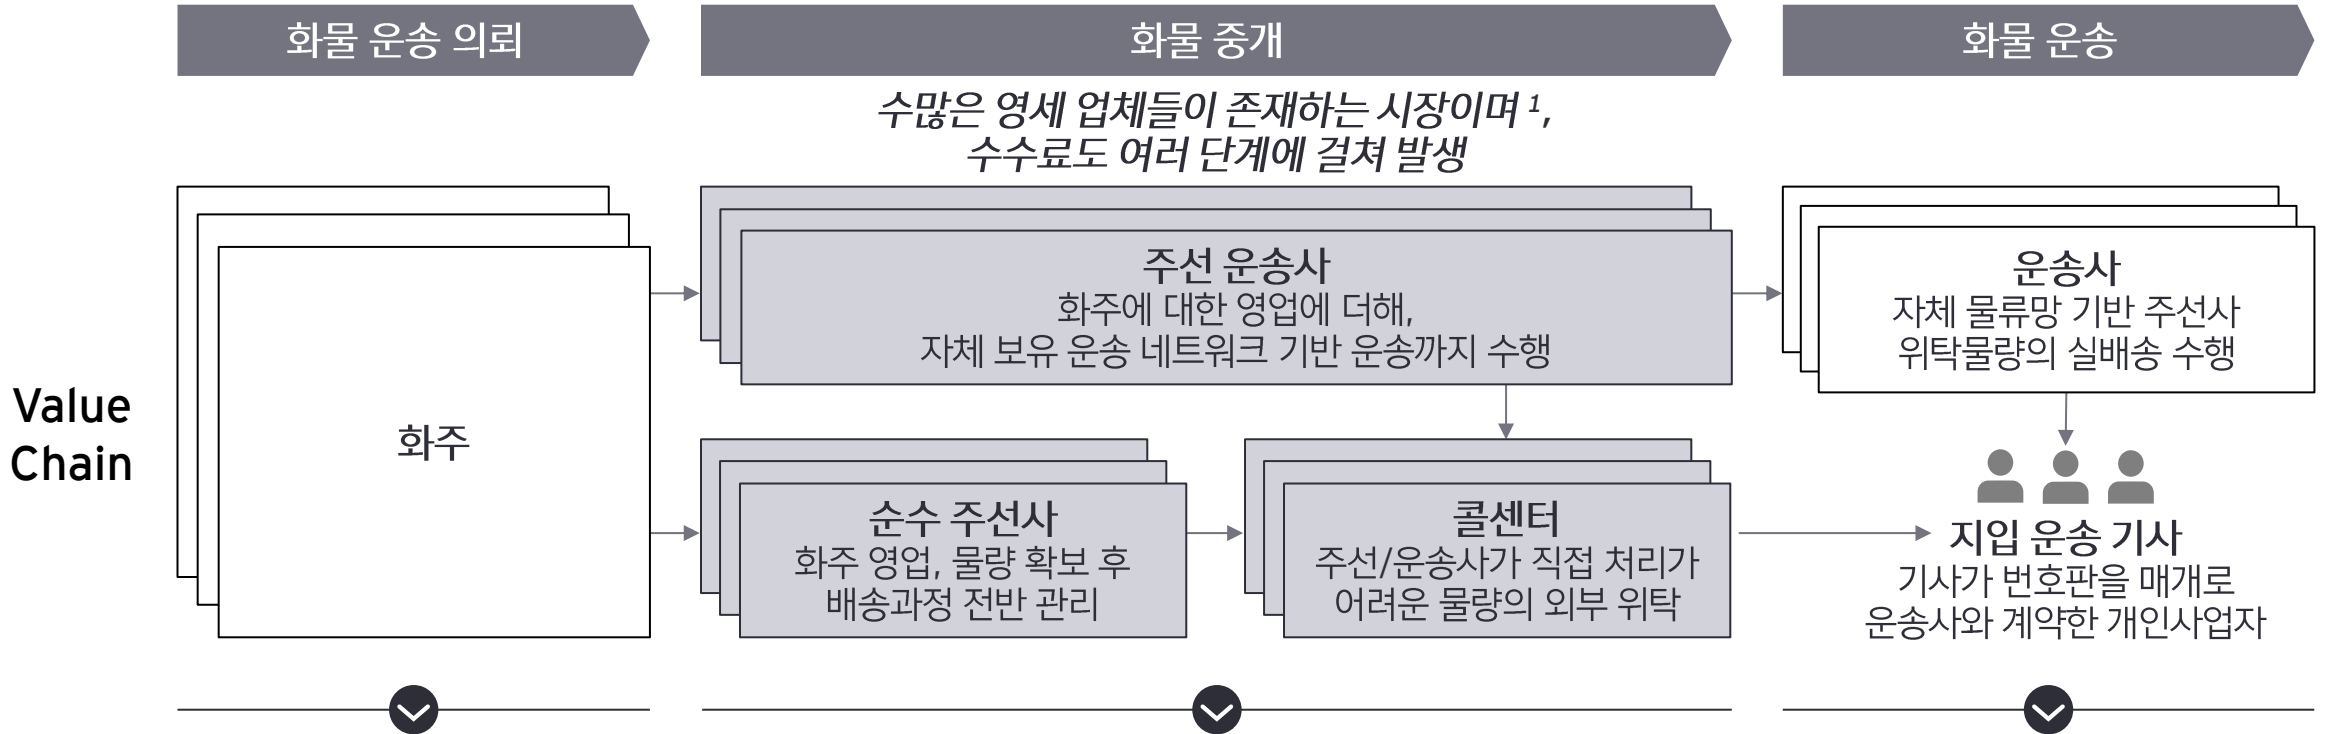 화물 운송 의뢰
화물 중개
화물 운송
수많은 영세 업체들이 존재하는 시장이며 1,
수수료도 여러 단계에 걸쳐 발생
Value
Chain
화주
주선 운송사
화주에 대한 영업에 더해,
자체 보유 운송 네트워크 기반 운송까지 수행
순수 주선사
화주 영업, 물량 확보 후
배송과정 전반 관리
콜센터
주선/운송사가 직접 처리가
어려운 물량의 외부 위탁
운송사
자체 물류망 기반 주선사
위탁물량의 실배송 수행
지입 운송 기사
기사가 번호판을 매개로
운송사와 계약한 개인사업자